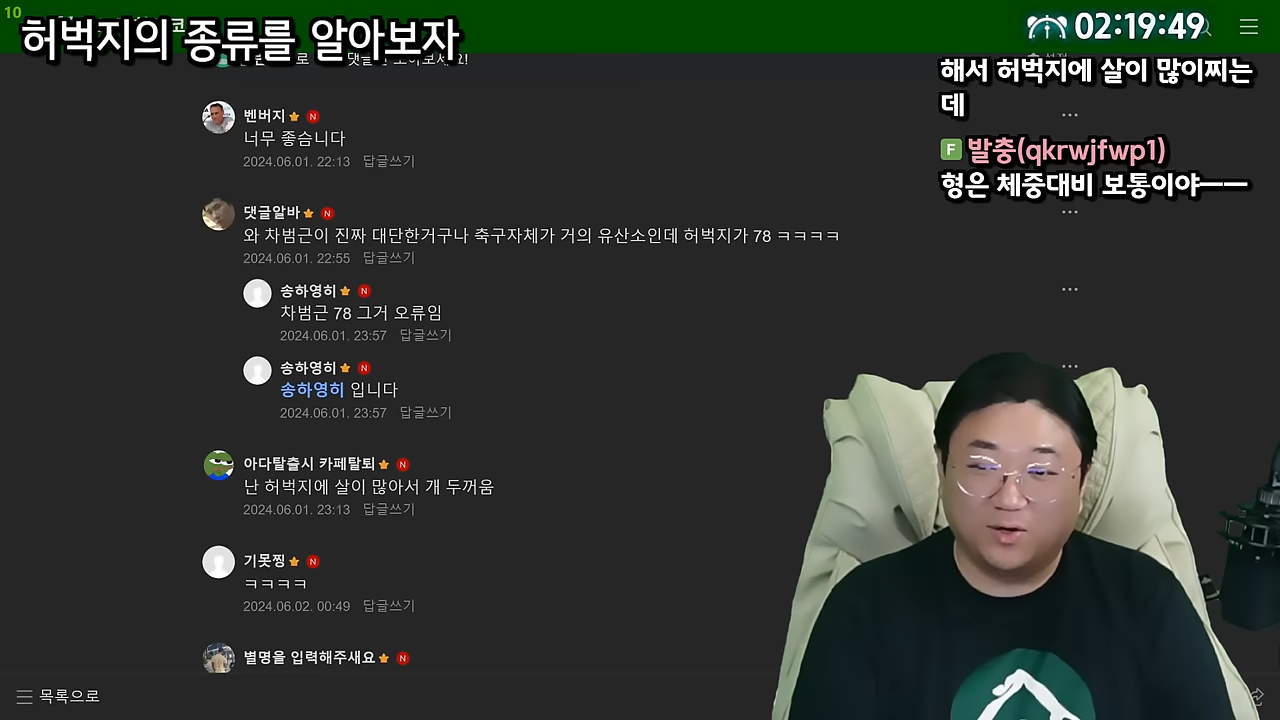 10
허벅지의 종류를 알아보자
02:19:49
해서 허벅지에 살이 많이찌는
데
F 발충(qkrwjfwp1)
형은 체중대비 보통이야ㅡㅡ
벤버지 N
너무 좋습니다
2024.06.01. 22:13 답글쓰기
댓글알바 N
와 차범근이 진짜 대단한거구나 축구자체가 거의 유산소인데 허벅지가 78 ㅋㅋㅋㅋ
2024.06.01. 22:55 답글쓰기
송하영히 N
차범근 78 그거 오류임
2024.06.01. 23:57 답글쓰기
송하영히 N
송하영히 입니다
2024.06.01. 23:57 답글쓰기
아다탈출시 카페탈퇴 N
난 허벅지에 살이 많아서 개 두꺼움
2024.06.01. 23:13 답글쓰기
기못찡 N
ㅋㅋㅋㅋ
2024.06.02. 00:49 답글쓰기
별명을 입력해주새요 N
목록으로